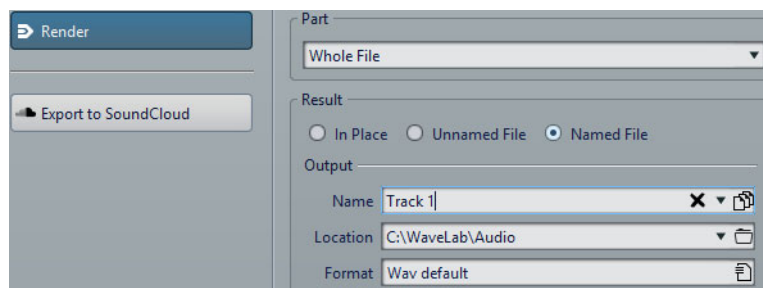 Render
Export to SoundCloud
Part
Whole File
Result
In Place Unnamed File Named File
Output
Name Track 1
Location C:\WaveLab\Audio
Format Wav default